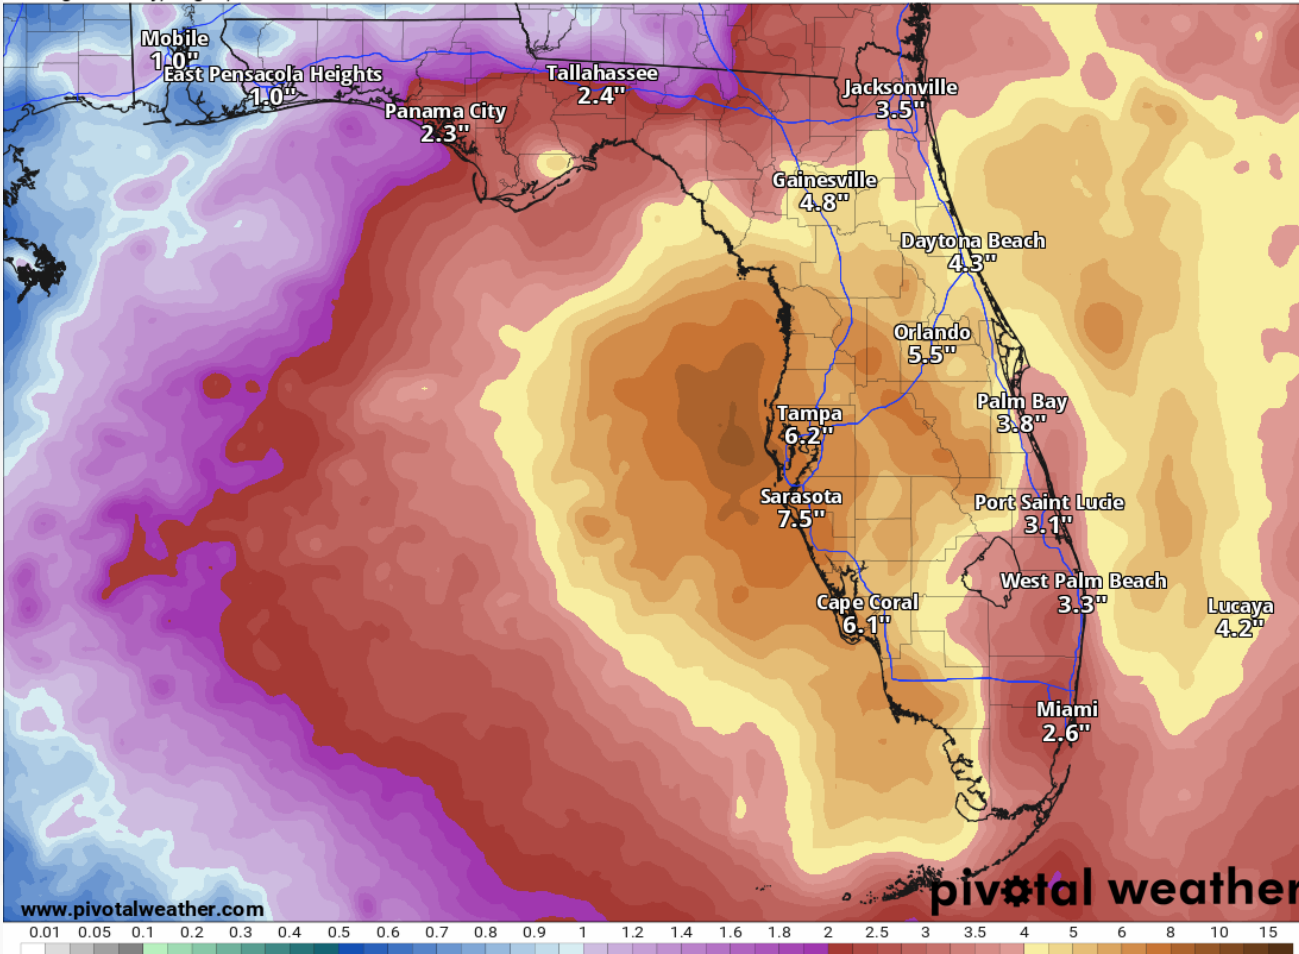 Mobile
1.0"
East Pensacola Heights
1.0"
Tallahassee
2.4"
Panama City
2.3"
Jacksonville
3.5"
Gainesville
4.8"
Daytona Beach
4.3"
Orlando
5.5"
Palm Bay
3.8"
Tampa
6.2"
Sarasota
7.5"
Port Saint Lucie
3.1"
West Palm Beach
3.3"
Cape Coral
6.1"
Lucaya
4.2"
Miami
2.6"
pivotal weather
www.pivotalweather.com
0.01 0.05 0.1 0.2 0.3 0.4 0.5 0.6 0.7 0.8 0.9 1 1.2 1.4 1.6 1.8 2 2.5 3 3.5 4 5 6 8 10 15